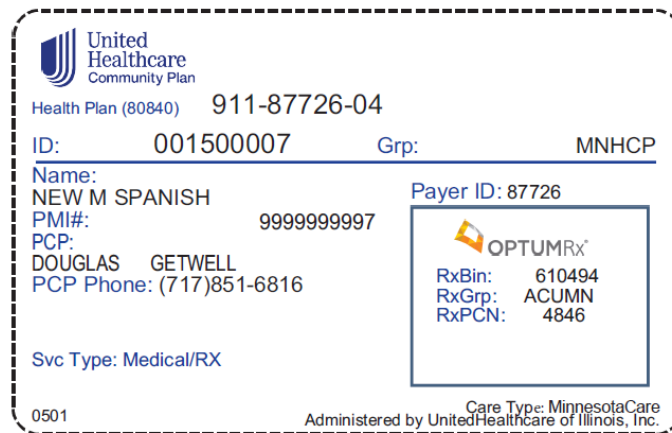 United
Healthcare
Community Plan
Health Plan (80840) 911-87726-04
ID: 001500007 Grp: MNHCP
Name:
NEW M SPANISH
Payer ID: 87726
PMI#: 9999999997
PCP:
DOUGLAS GETWELL
PCP Phone: (717)851-6816
OPTUMRx®
RxBin: 610494
RxGrp: ACUMN
RxPCN: 4846
Svc Type: Medical/RX
Care Type: MinnesotaCare
0501 Administered by UnitedHealthcare of Illinois, Inc.